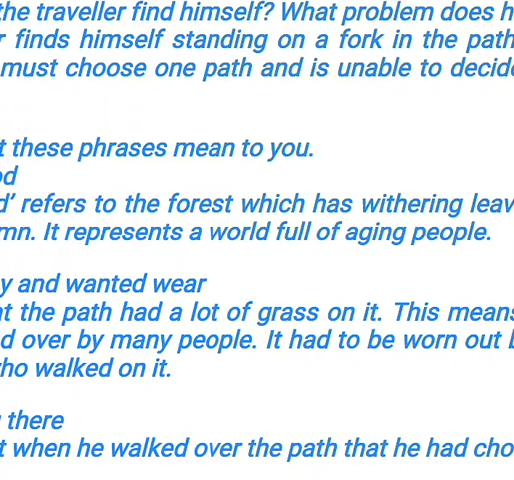 the traveller find himself? What problem does h
r finds himself standing on a fork in the path
must choose one path and is unable to decide
t these phrases mean to you.
od
d' refers to the forest which has withering leav
mn. It represents a world full of aging people.
y and wanted wear
at the path had a lot of grass on it. This means
d over by many people. It had to be worn out b
ho walked on it.
there
t when he walked over the path that he had cho